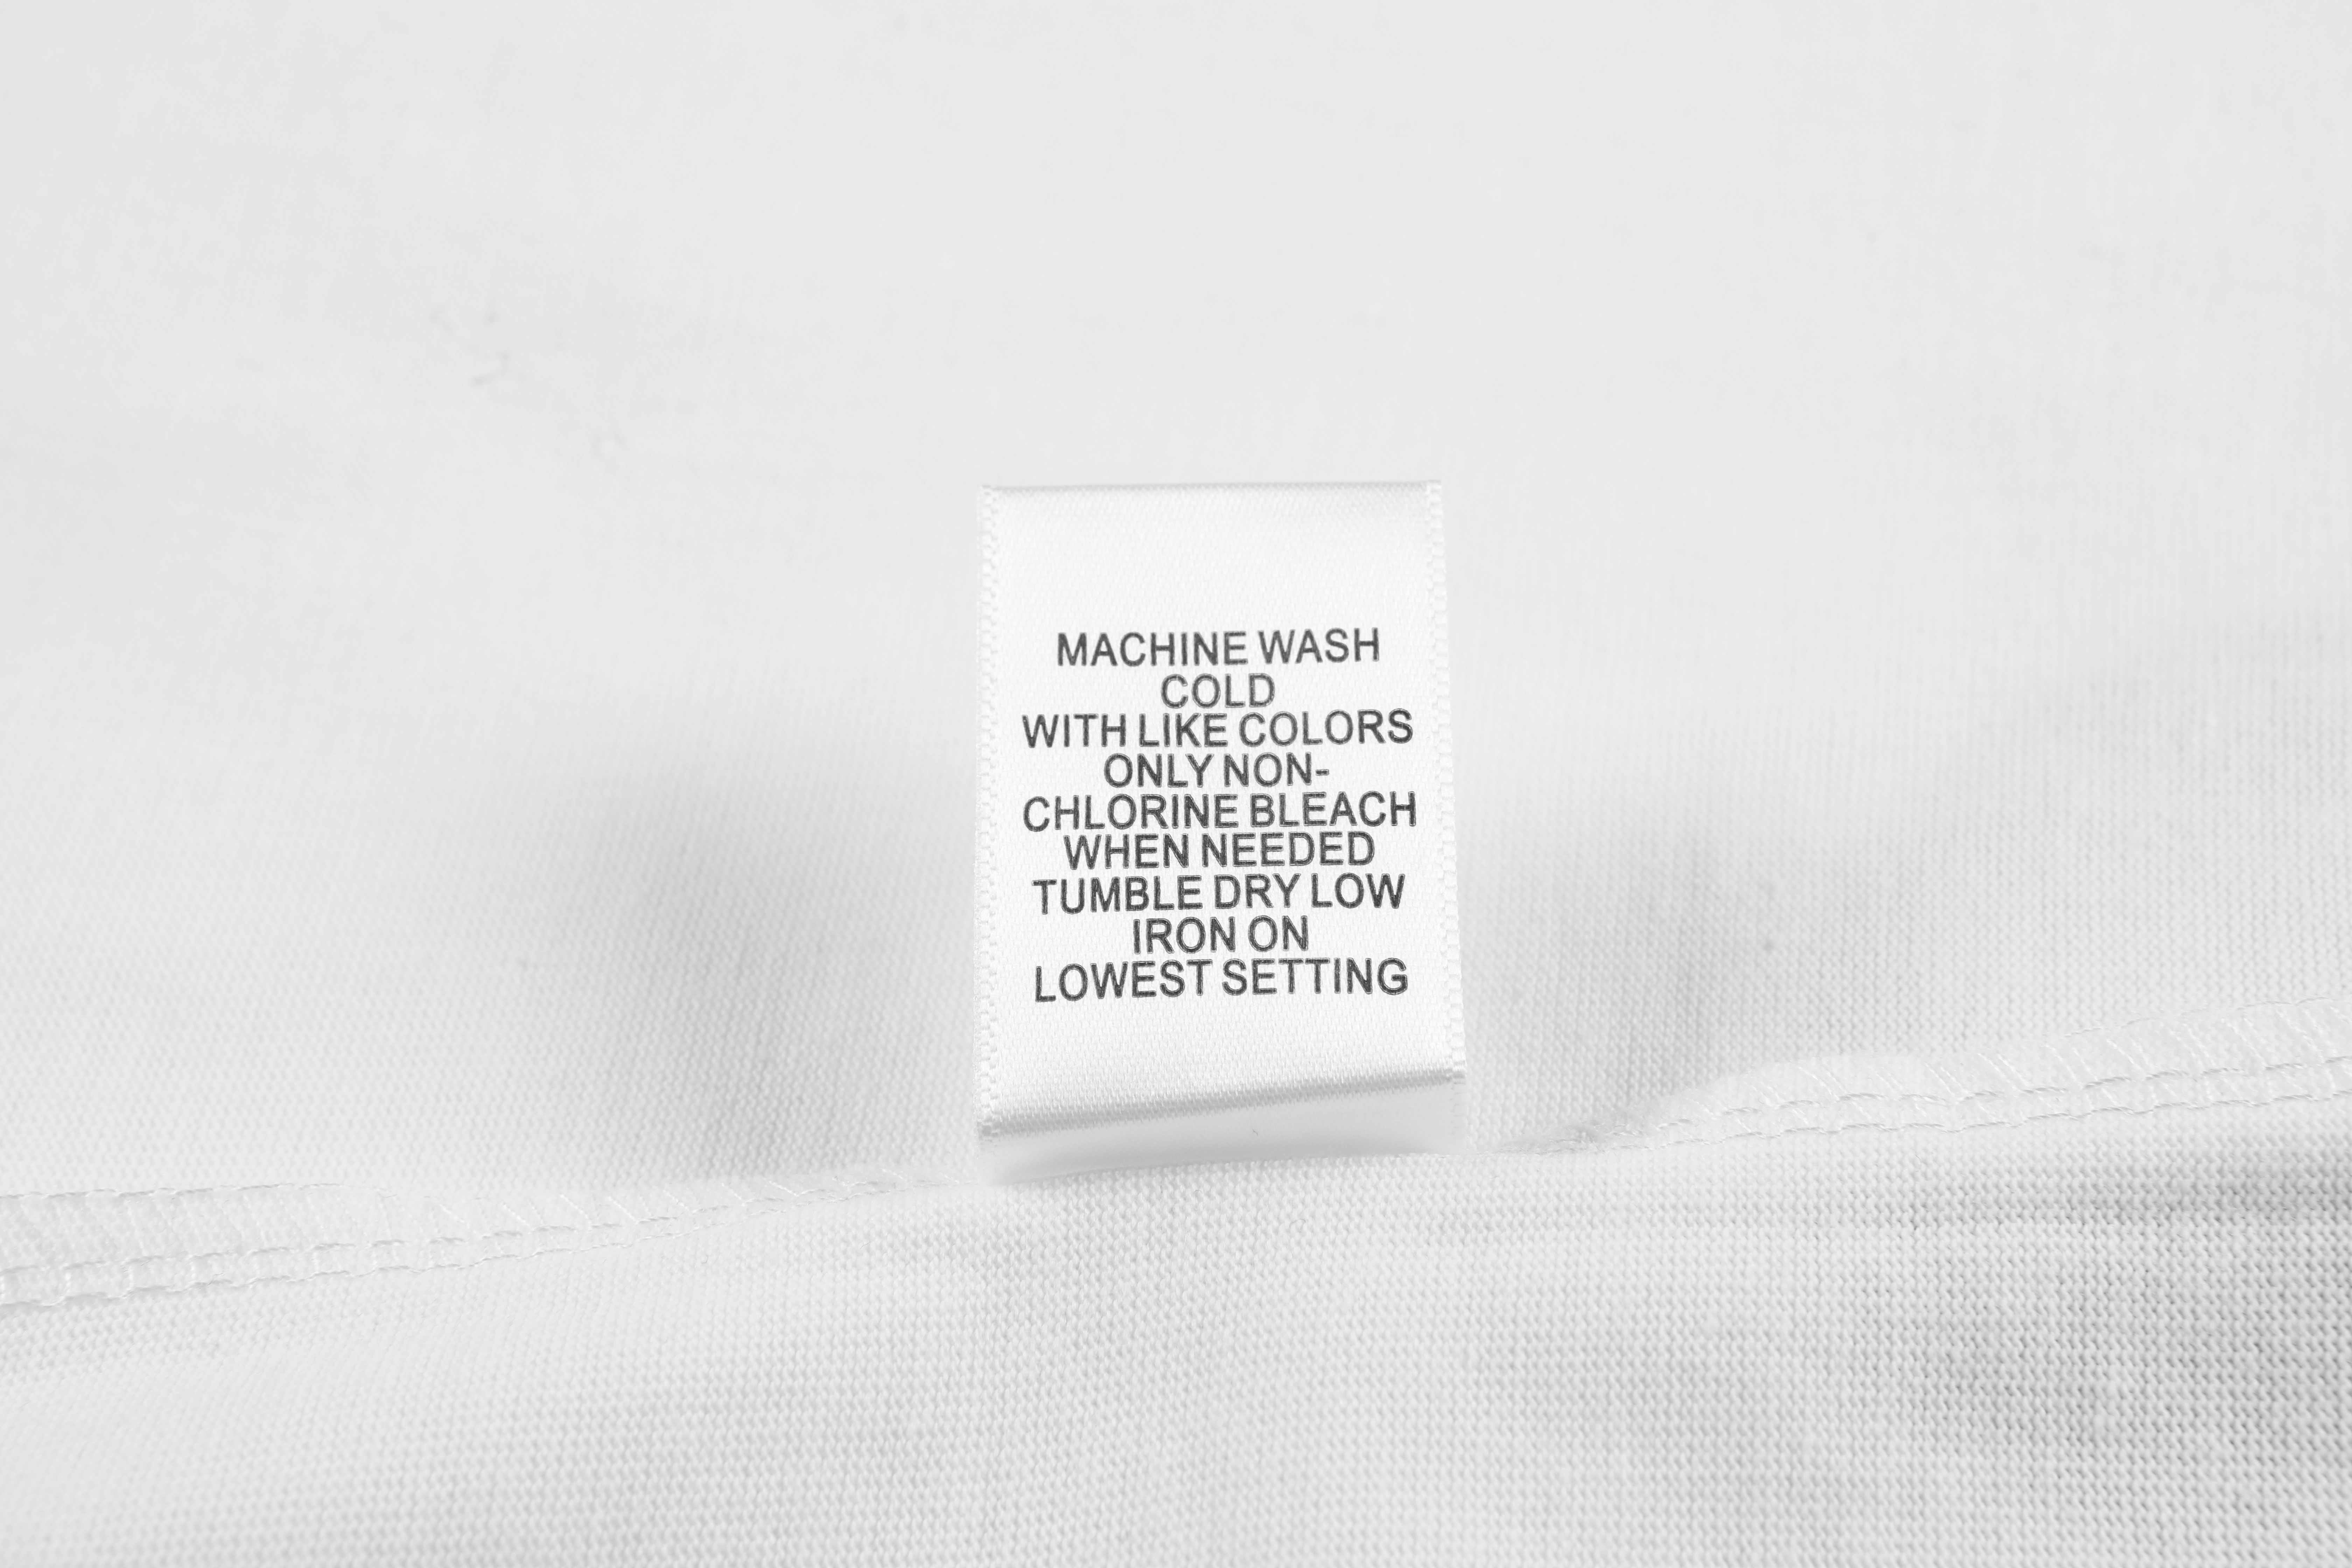 MACHINE WASH
COLD
WITH LIKE COLORS
ONLY NON-
CHLORINE BLEACH
WHEN NEEDED
TUMBLE DRY LOW
IRON ON
LOWEST SETTING